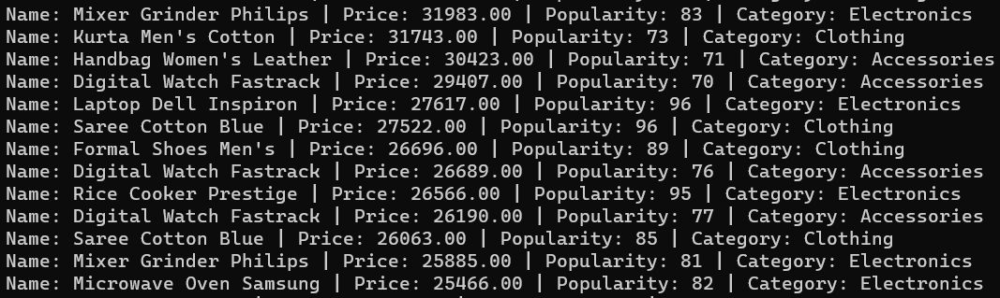 Name: Mixer Grinder Philips | Price: 31983.00 | Popularity: 83 | Category: Electronics
Name: Kurta Men's Cotton | Price: 31743.00 | Popularity: 73 | Category: Clothing
Name: Handbag Women's Leather | Price: 30423.00 | Popularity: 71 | Category: Accessories
Name: Digital Watch Fastrack | Price: 29407.00 | Popularity: 70 | Category: Accessories
Name: Laptop Dell Inspiron | Price: 27617.00 | Popularity: 96 | Category: Electronics
Name: Saree Cotton Blue | Price: 27522.00 | Popularity: 96 | Category: Clothing
Name: Formal Shoes Men's | Price: 26696.00 | Popularity: 89 | Category: Clothing
Name: Digital Watch Fastrack | Price: 26689.00 | Popularity: 76 | Category: Accessories
Name: Rice Cooker Prestige | Price: 26566.00 | Popularity: 95 | Category: Electronics
Name: Digital Watch Fastrack | Price: 26190.00 | Popularity: 77 | Category: Accessories
Name: Saree Cotton Blue | Price: 26063.00 | Popularity: 85 | Category: Clothing
Name: Mixer Grinder Philips | Price: 25885.00 | Popularity: 81 | Category: Electronics
Name: Microwave Oven Samsung | Price: 25466.00 | Popularity: 82 | Category: Electronics